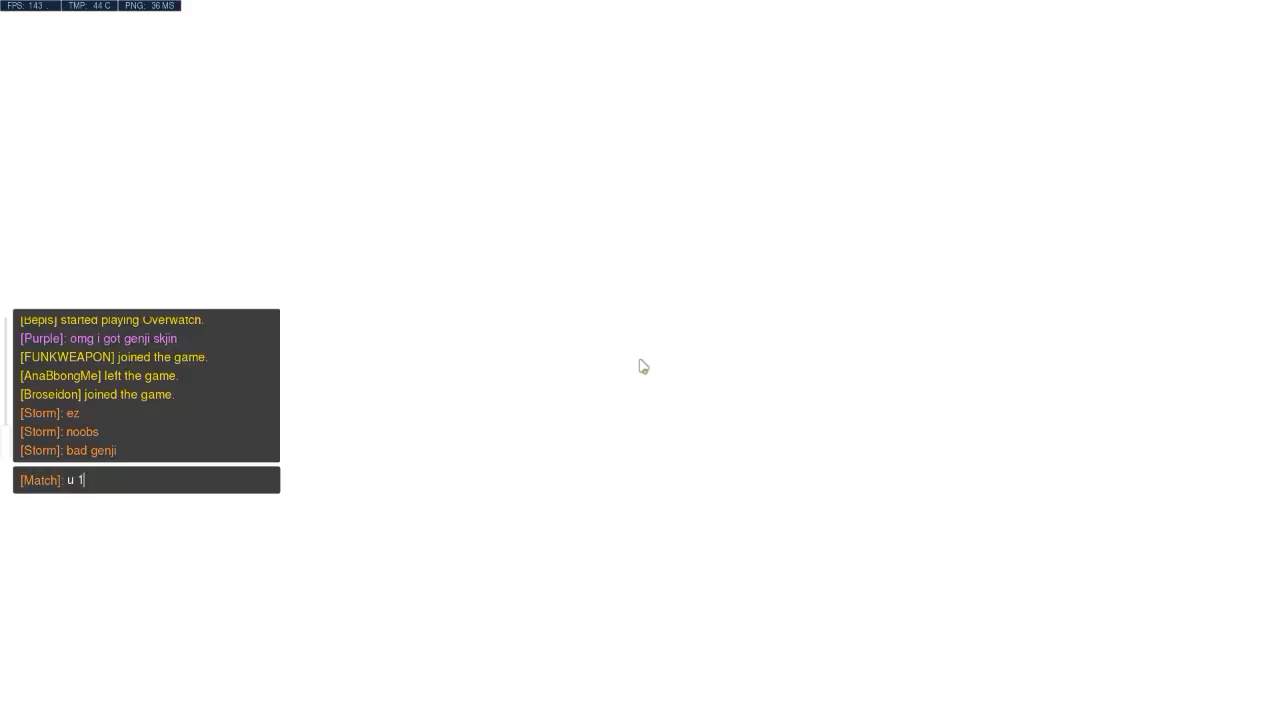 FPS: 143 . TMP: 44 C PNG: 36 MS
[Bepis] started playing Overwatch.
[Purple]: omg i got genji skjin
[FUNKWEAPON] joined the game.
[AnaBbongMe] left the game.
[Broseidon] joined the game.
[Storm]: ez
[Storm]: noobs
[Storm]: bad genji
[Match]: u 1